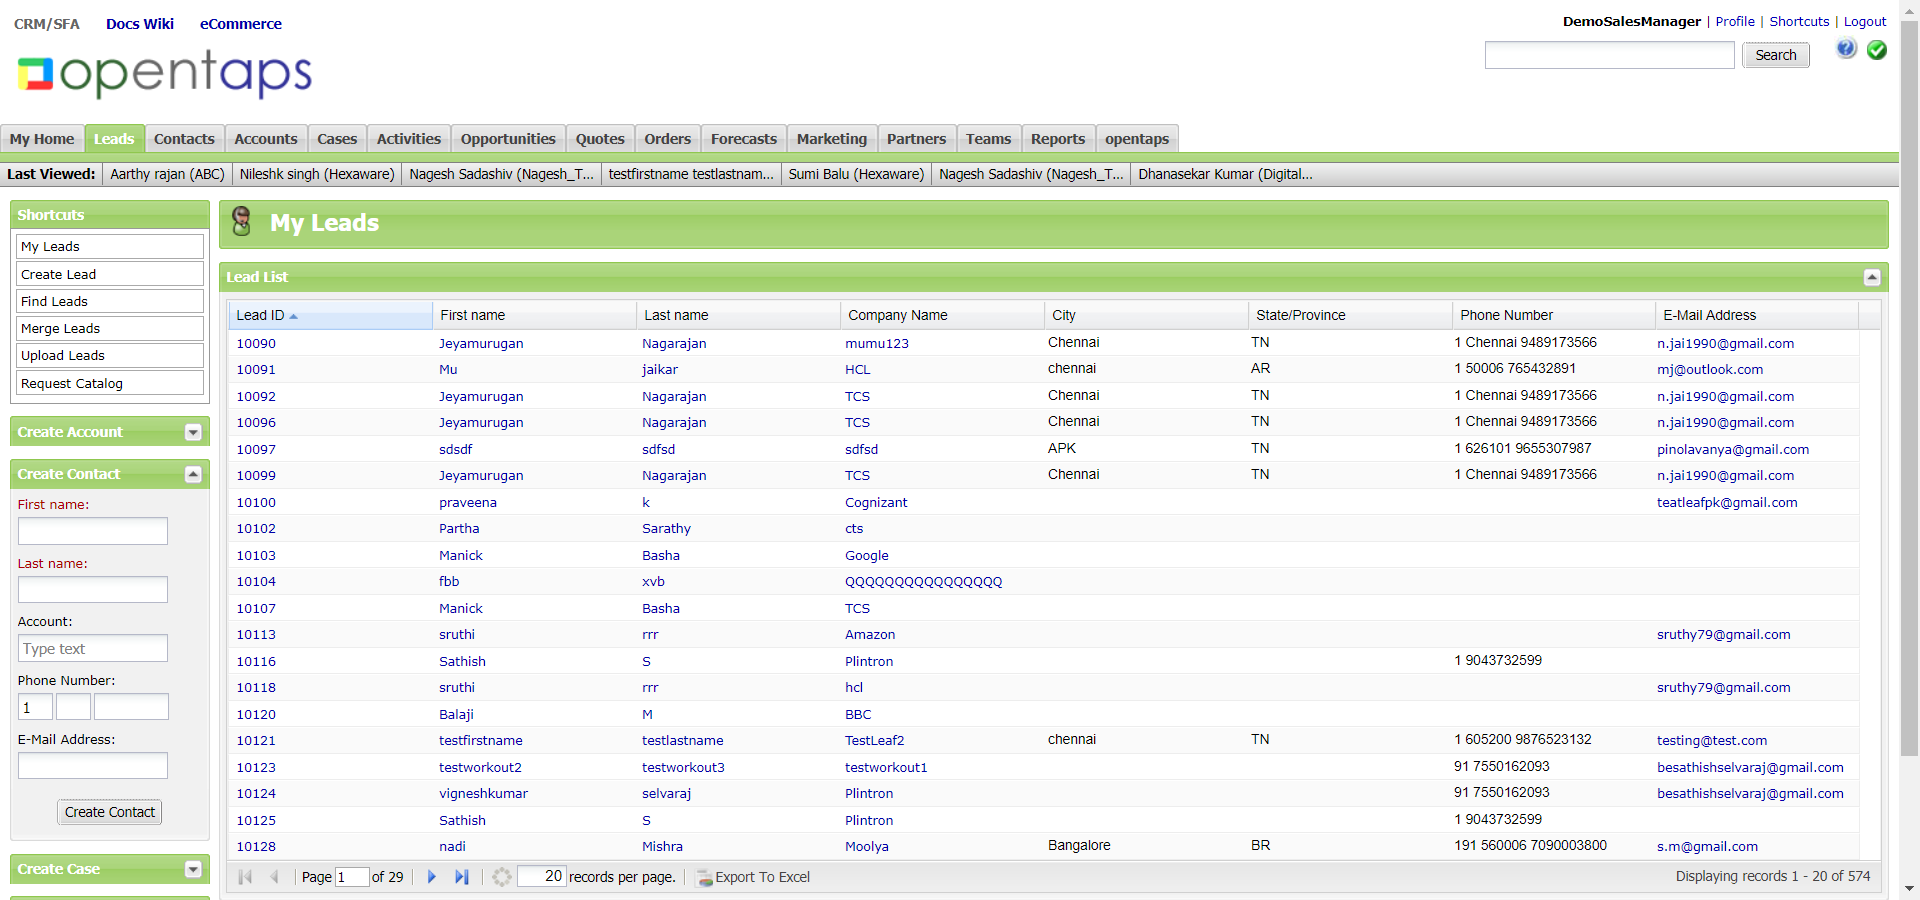 CRM/SFA Docs Wiki eCommerce
DemoSalesManager | Profile | Shortcuts | Logout
opentaps
Search
My Home Leads Contacts Accounts Cases Activities Opportunities Quotes Orders Forecasts Marketing Partners Teams Reports opentaps
Last Viewed: Aarthy rajan (ABC) Nileshk singh (Hexaware) Nagesh Sadashiv (Nagesh_T... testfirstname testlastnam... Sumi Balu (Hexaware) Nagesh Sadashiv (Nagesh_T... Dhanasekar Kumar (Digital...
Shortcuts
My Leads
Create Lead
Find Leads
Merge Leads
Upload Leads
Request Catalog
Create Account
Create Contact
First name:
Last name:
Account:
Type text
Phone Number:
1
E-Mail Address:
Create Contact
Create Case
My Leads
Lead List
Lead ID First name Last name Company Name City State/Province Phone Number E-Mail Address
10090 Jeyamurugan Nagarajan mumu123 Chennai TN 1 Chennai 9489173566 n.jai1990@gmail.com
10091 Mu jaikar HCL chennai AR 1 50006 765432891 mj@outlook.com
10092 Jeyamurugan Nagarajan TCS Chennai TN 1 Chennai 9489173566 n.jai1990@gmail.com
10096 Jeyamurugan Nagarajan TCS Chennai TN 1 Chennai 9489173566 n.jai1990@gmail.com
10097 sdsdf sdfsd sdfsd APK TN 1 626101 9655307987 pinolavanya@gmail.com
10099 Jeyamurugan Nagarajan TCS Chennai TN 1 Chennai 9489173566 n.jai1990@gmail.com
10100 praveena k Cognizant teatleafpk@gmail.com
10102 Partha Sarathy cts
10103 Manick Basha Google
10104 fbb xvb QQQQQQQQQQQQQQQQ
10107 Manick Basha TCS
10113 sruthi rrr Amazon sruthy79@gmail.com
10116 Sathish S Plintron 1 9043732599
10118 sruthi rrr hcl sruthy79@gmail.com
10120 Balaji M BBC
10121 testfirstname testlastname TestLeaf2 chennai TN 1 605200 9876523132 testing@test.com
10123 testworkout2 testworkout3 testworkout1 91 7550162093 besathishselvaraj@gmail.com
10124 vigneshkumar selvaraj Plintron 91 7550162093 besathishselvaraj@gmail.com
10125 Sathish S Plintron 1 9043732599
10128 nadi Mishra Moolya Bangalore BR 191 560006 7090003800 s.m@gmail.com
Page 1 of 29 20 records per page. Export To Excel Displaying records 1 - 20 of 574